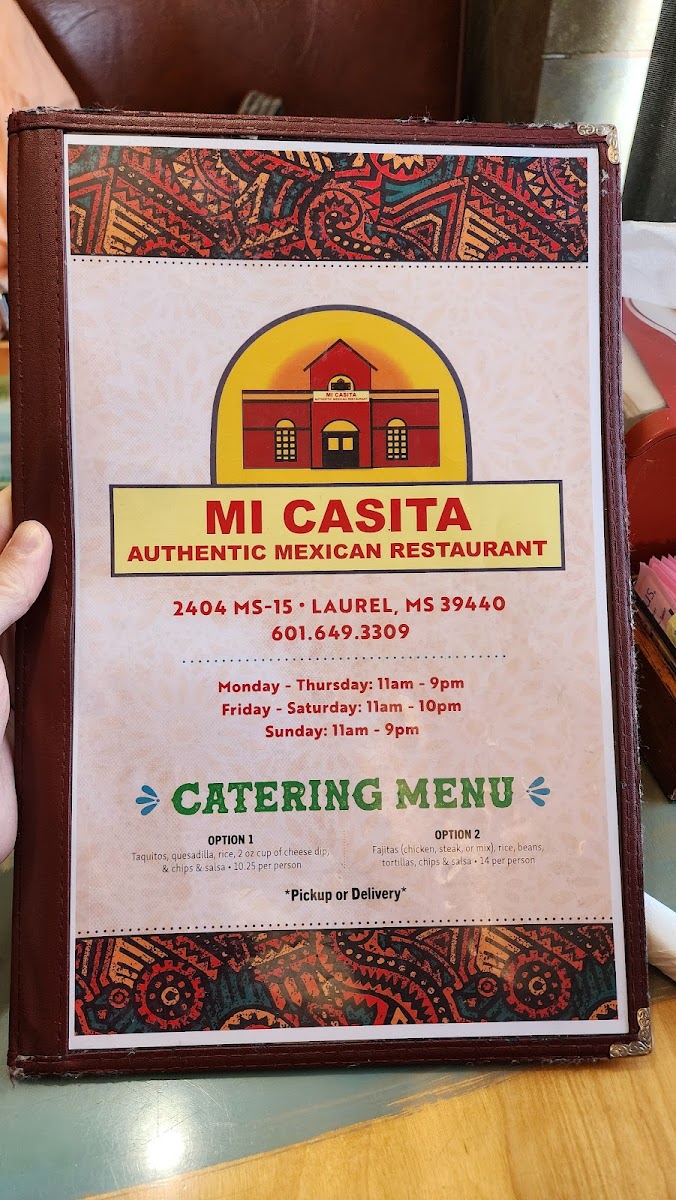 MI CASITA
AUTHENTIC MEXICAN RESTAURANT
MI CASITA
AUTHENTIC MEXICAN RESTAURANT
2404 MS-15 • LAUREL, MS 39440
601.649.3309
Monday - Thursday: 11am - 9pm
Friday - Saturday: 11am - 10pm
Sunday: 11am - 9pm
CATERING MENU
OPTION 1
Taquitos, quesadilla, rice, 2 oz cup of cheese dip,
& chips & salsa • 10.25 per person
OPTION 2
Fajitas (chicken, steak, or mix), rice, beans,
tortillas, chips & salsa • 14 per person
*Pickup or Delivery*